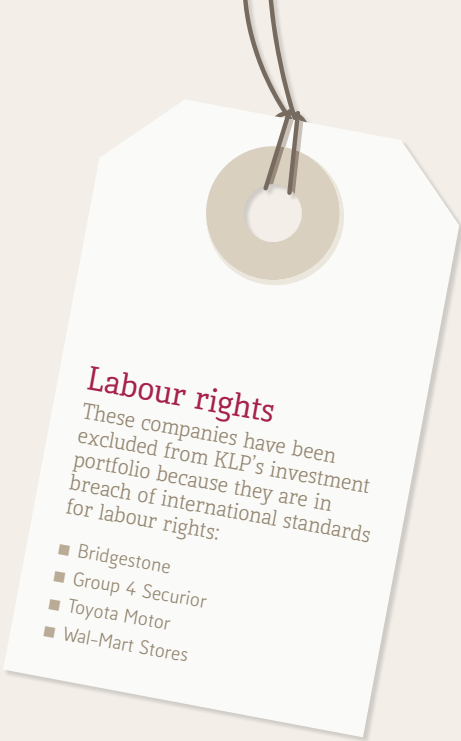 Labour rights
These companies have been
excluded from KLP's investment
portfolio because they are in
breach of international standards
for labour rights:
■ Bridgestone
■ Group 4 Securior
■ Toyota Motor
■ Wal-Mart Stores